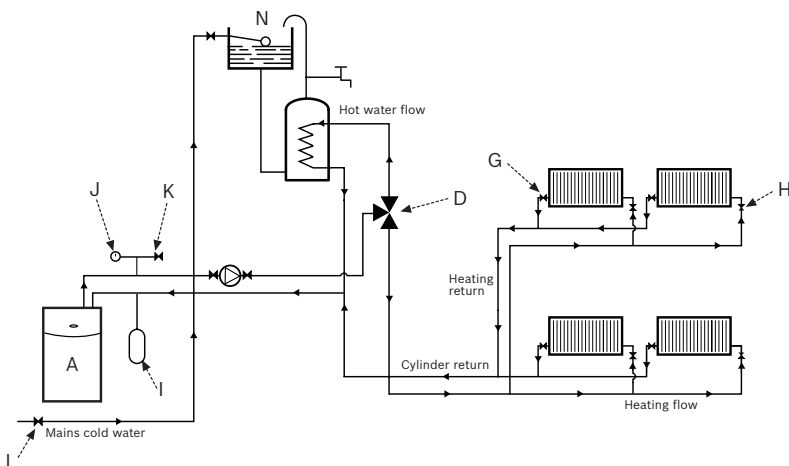 N
Hot water flow
G
H
J
K
D
Heating
return
A
I
Cylinder return
Heating flow
Mains cold water
L